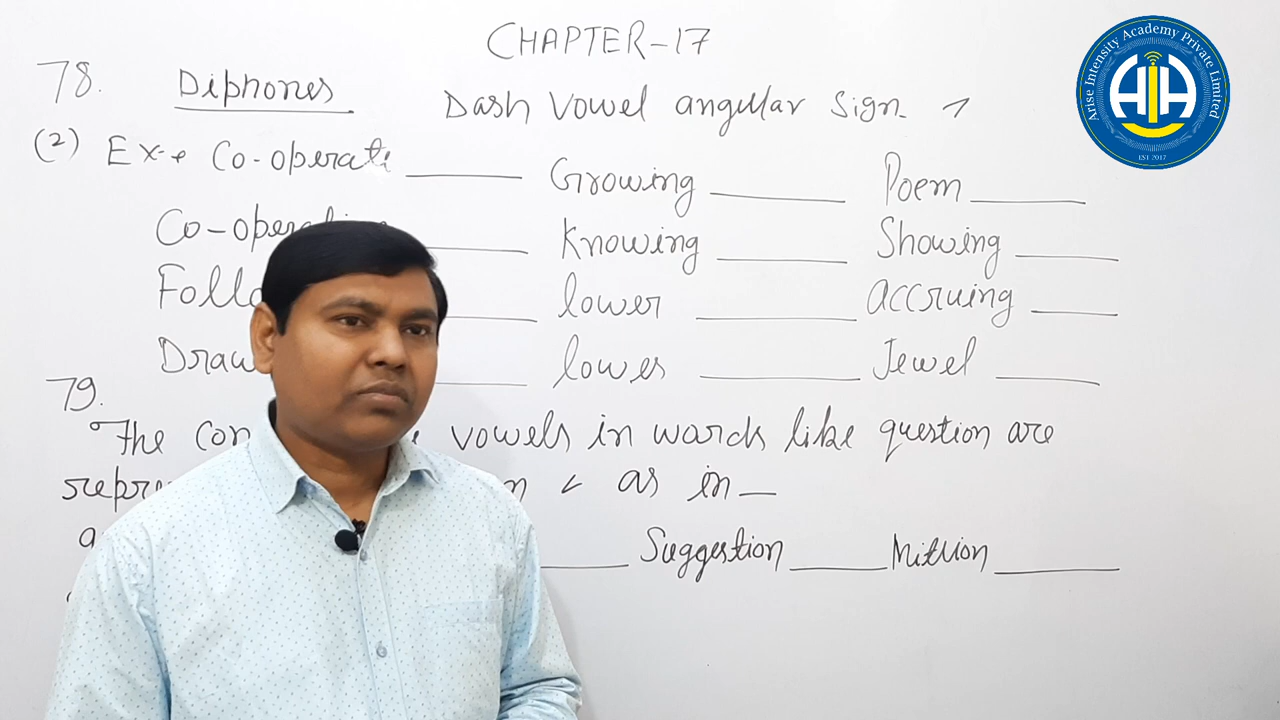 CHAPTER-17
78. Diphones Dash Vowel angular Sign.
(2) Ex-: Co-operate Growing Poem
Knowing Showing
lower accruing
lowes Jewel
79.
The vowels in words like question are
as in
Suggestion Million
Arise Intensity Academy Private Limited
AIA
EST 2017